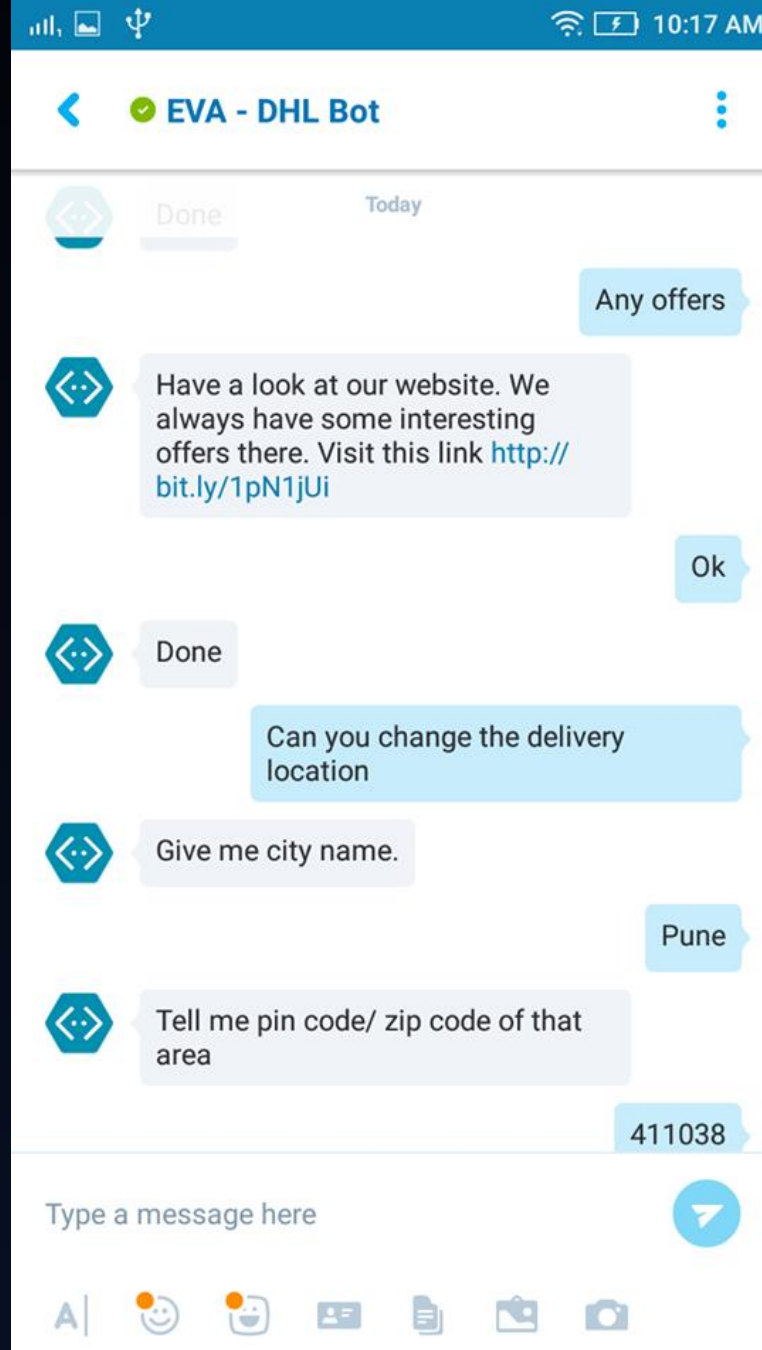 10:17 AM
EVA - DHL Bot
Today
Done
Any offers
Have a look at our website. We
always have some interesting
offers there. Visit this link http://
bit.ly/1pN1jUi
Ok
Done
Can you change the delivery
location
Give me city name.
Pune
Tell me pin code/ zip code of that
area
411038
Type a message here
A